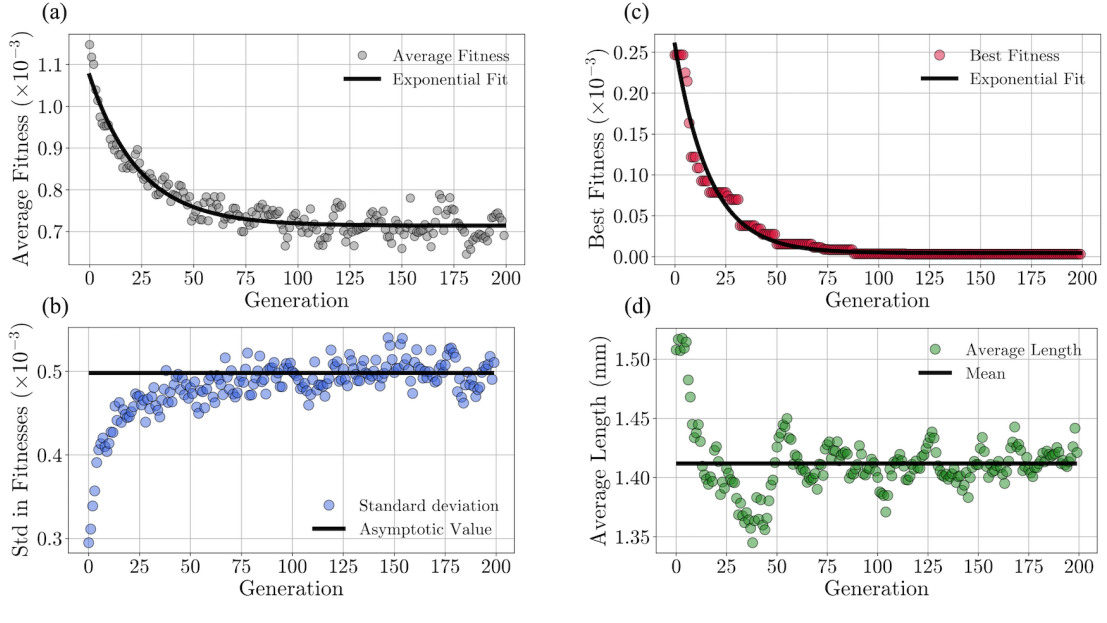 (a)
Average Fitness (×10⁻³)
1.1
1.0
0.9
0.8
0.7
Average Fitness
Exponential Fit
0 25 50 75 100 125 150 175 200
Generation
(c)
Best Fitness (×10⁻³)
0.25
0.20
0.15
0.10
0.05
0.00
Best Fitness
Exponential Fit
0 25 50 75 100 125 150 175 200
Generation
(b)
Std in Fitnesses (×10⁻³)
0.5
0.4
0.3
Standard deviation
Asymptotic Value
0 25 50 75 100 125 150 175 200
Generation
(d)
Average Length (mm)
1.50
1.45
1.40
1.35
Average Length
Mean
0 25 50 75 100 125 150 175 200
Generation